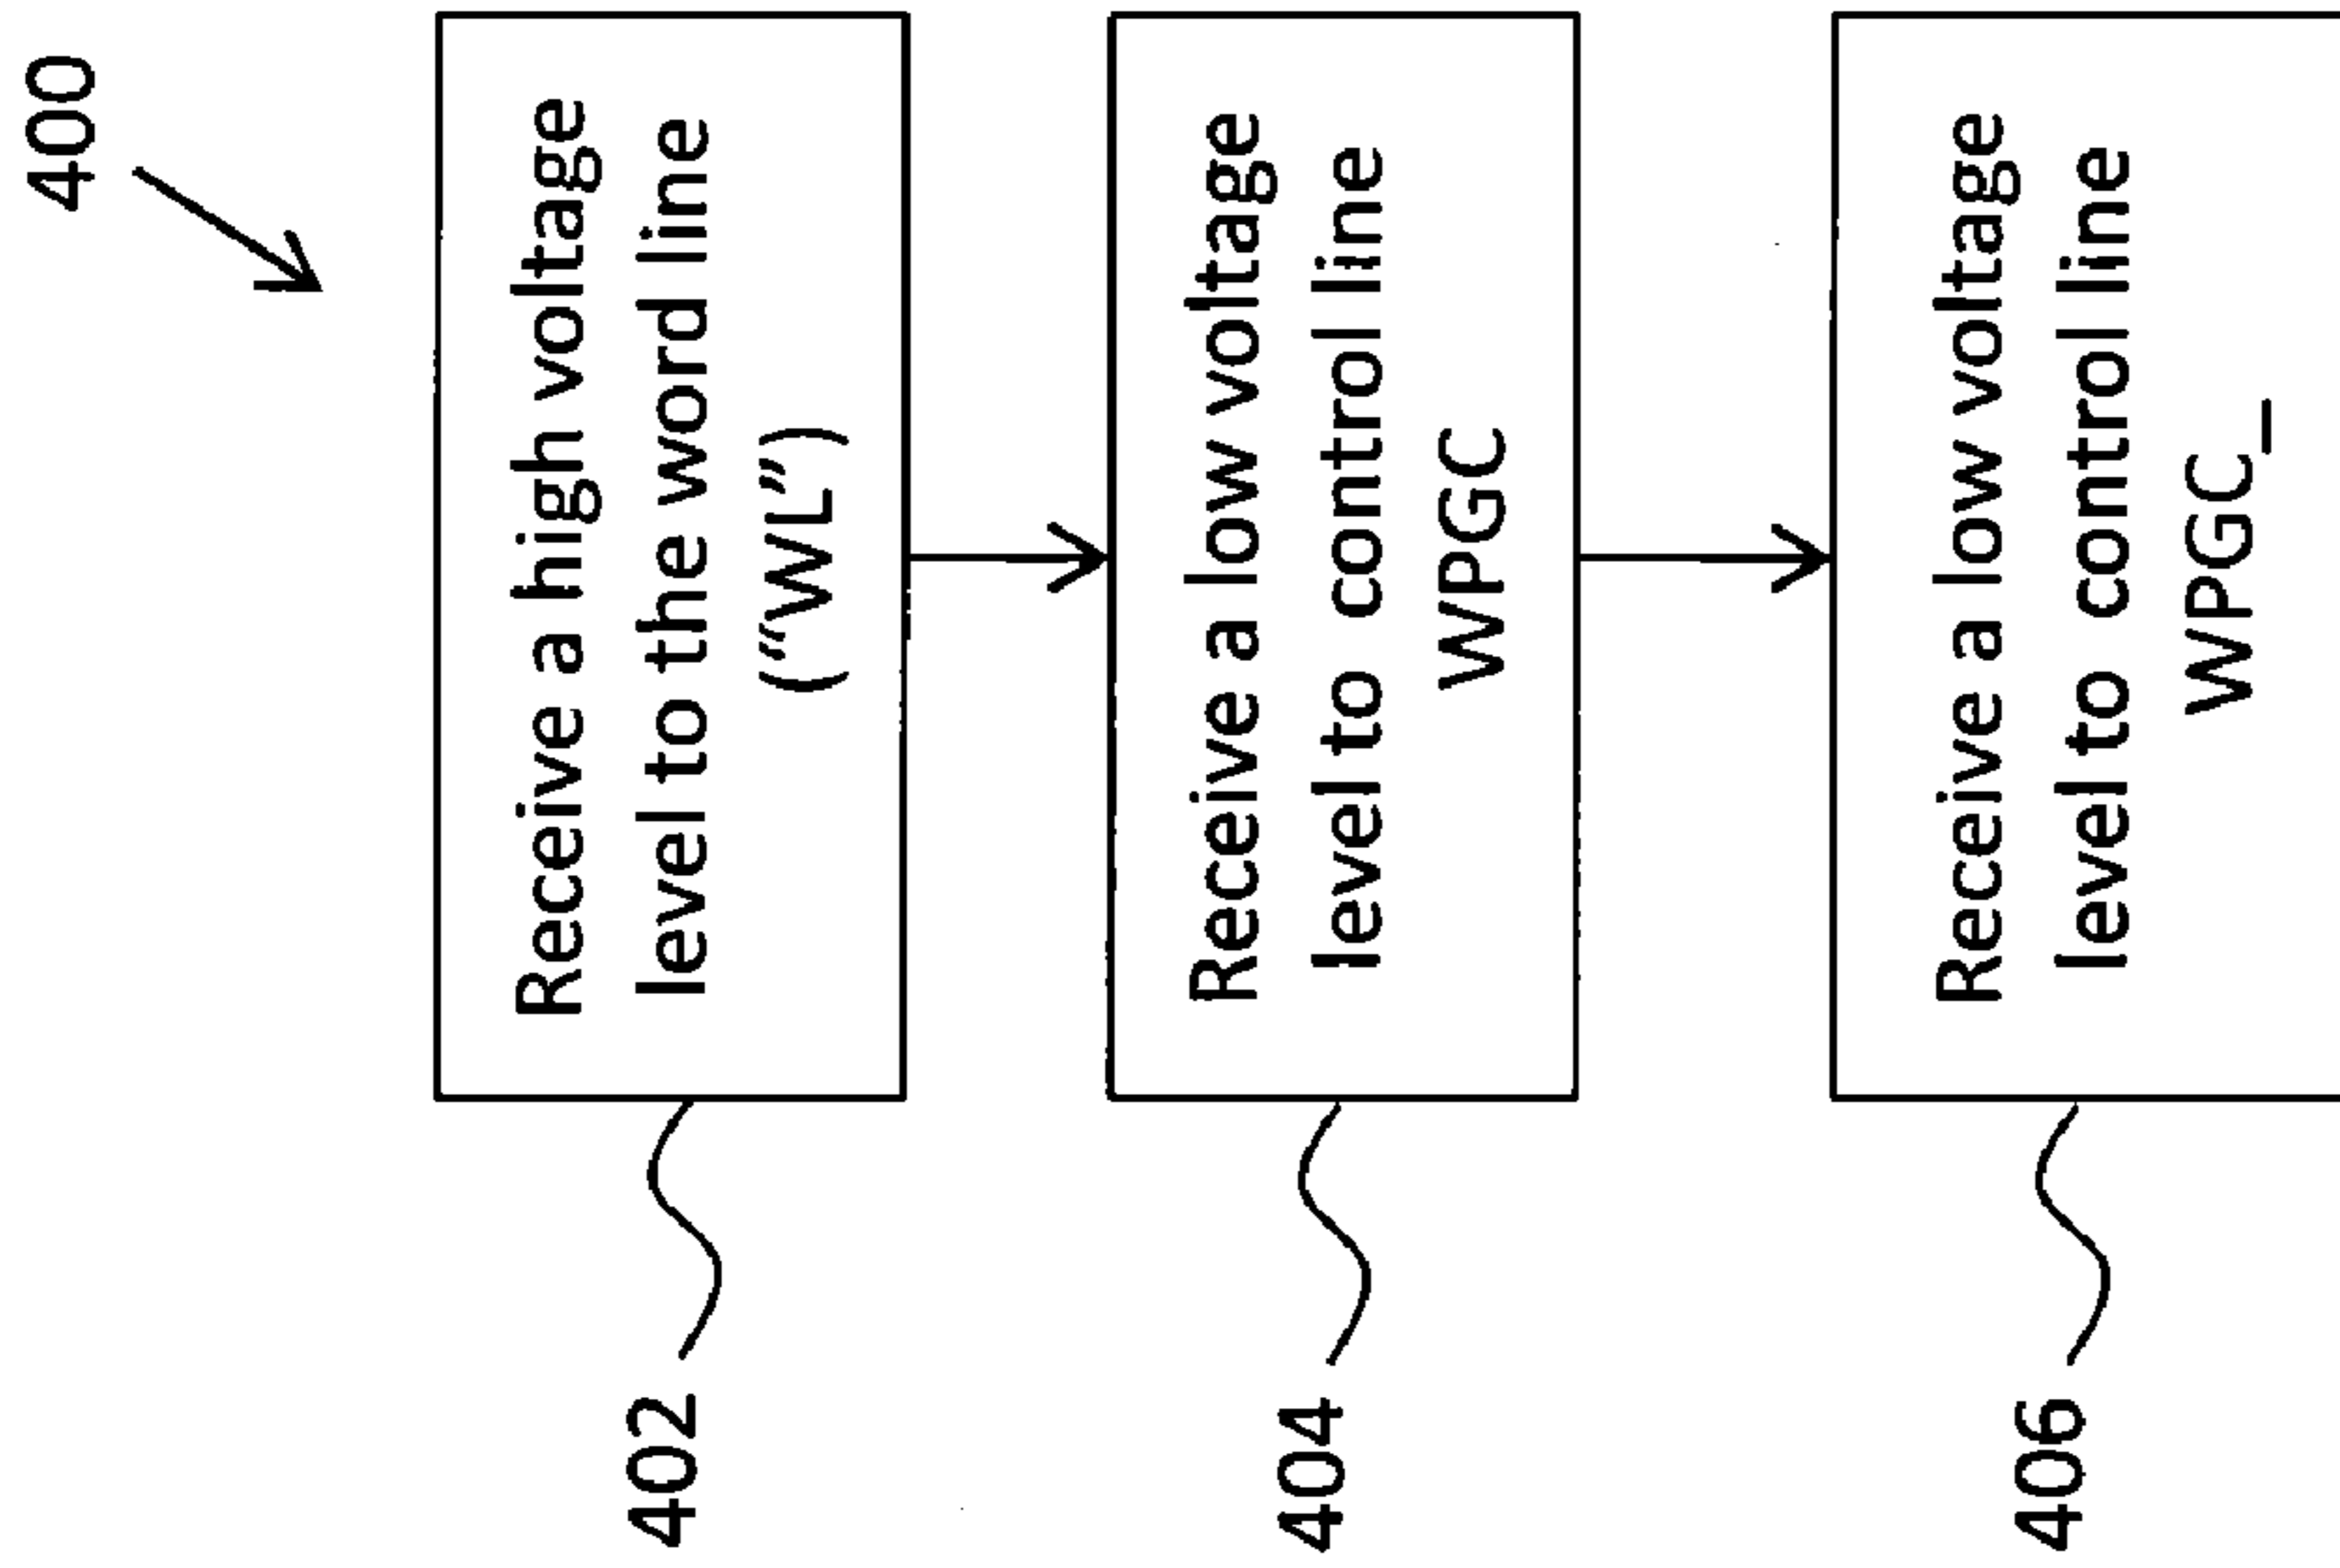 400
Receive a high voltage
level to the word line
("WL")
402
Receive a low voltage
level to control line
WPGC
404
Receive a low voltage
level to control line
WPGC_
406